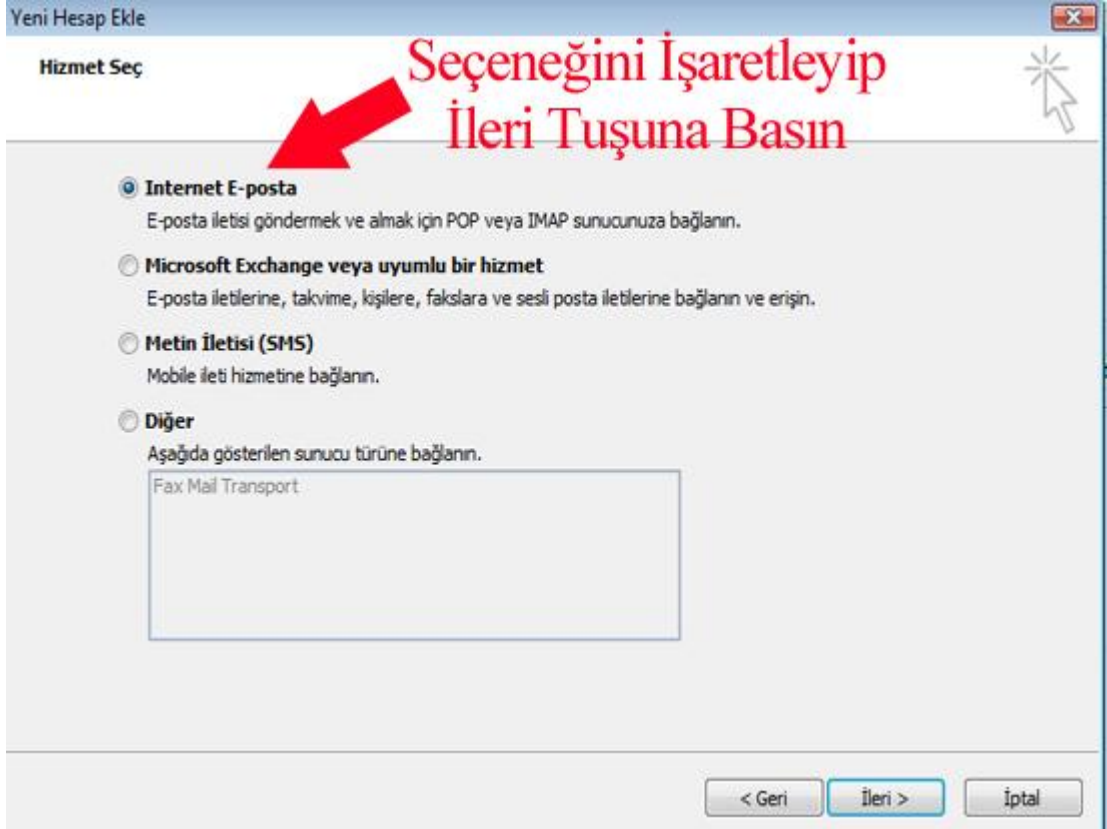 Yeni Hesap Ekle
Hizmet Seç
Seçeneğini İşaretleyip
İleri Tuşuna Basın
Internet E-posta
E-posta iletisi göndermek ve almak için POP veya IMAP sunucunuza bağlanın.
Microsoft Exchange veya uyumlu bir hizmet
E-posta iletilerine, takvime, kişilere, fakslara ve sesli posta iletilerine bağlanın ve erişin.
Metin İletisi (SMS)
Mobile ileti hizmetine bağlanın.
Diğer
Aşağıda gösterilen sunucu türüne bağlanın.
Fax Mail Transport
< Geri
İleri >
İptal